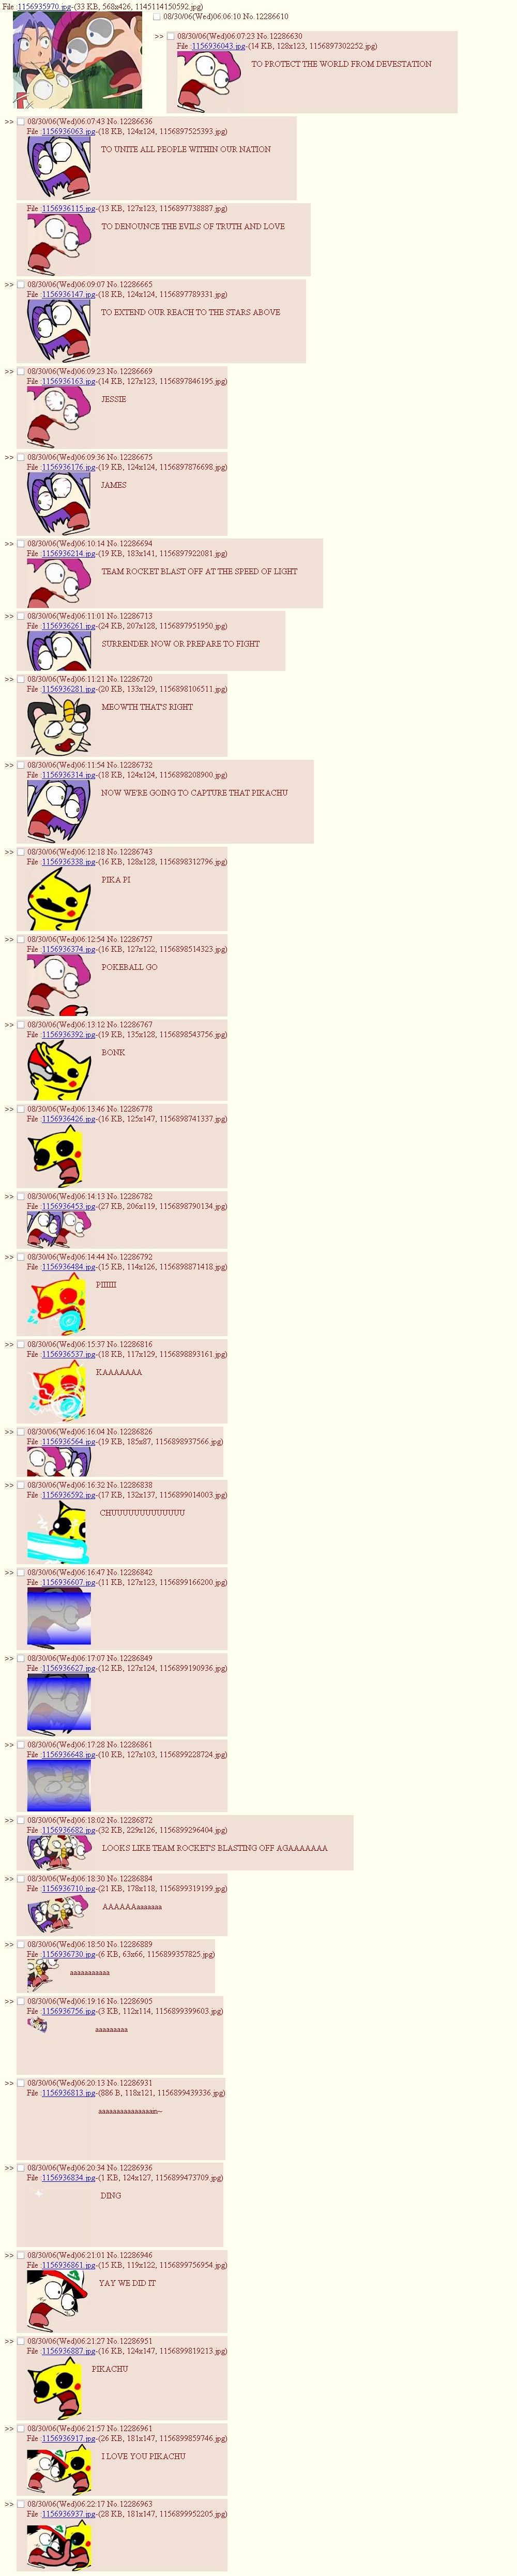 File :1156935970.jpg-(33 KB, 568x426, 1145114150592.jpg)
08/30/06(Wed)06:06:10 No.12286610
>> 08/30/06(Wed)06:07:23 No.12286630
File :1156936043.jpg-(14 KB, 128x123, 1156897302252.jpg)
TO PROTECT THE WORLD FROM DEVESTATION
>> 08/30/06(Wed)06:07:43 No.12286636
File :1156936063.jpg-(18 KB, 124x124, 1156897525393.jpg)
TO UNITE ALL PEOPLE WITHIN OUR NATION
File :1156936115.jpg-(13 KB, 127x123, 1156897738887.jpg)
TO DENOUNCE THE EVILS OF TRUTH AND LOVE
>> 08/30/06(Wed)06:09:07 No.12286665
File :1156936147.jpg-(18 KB, 124x124, 1156897789331.jpg)
TO EXTEND OUR REACH TO THE STARS ABOVE
>> 08/30/06(Wed)06:09:23 No.12286669
File :1156936163.jpg-(14 KB, 127x123, 1156897846195.jpg)
JESSIE
>> 08/30/06(Wed)06:09:36 No.12286675
File :1156936176.jpg-(19 KB, 124x124, 1156897876698.jpg)
JAMES
>> 08/30/06(Wed)06:10:14 No.12286694
File :1156936214.jpg-(19 KB, 183x141, 1156897922081.jpg)
TEAM ROCKET BLAST OFF AT THE SPEED OF LIGHT
>> 08/30/06(Wed)06:11:01 No.12286713
File :1156936261.jpg-(24 KB, 207x128, 1156897951950.jpg)
SURRENDER NOW OR PREPARE TO FIGHT
>> 08/30/06(Wed)06:11:21 No.12286720
File :1156936281.jpg-(20 KB, 133x129, 1156898106511.jpg)
MEOWTH THAT'S RIGHT
>> 08/30/06(Wed)06:11:54 No.12286732
File :1156936314.jpg-(18 KB, 124x124, 1156898208900.jpg)
NOW WE'RE GOING TO CAPTURE THAT PIKACHU
>> 08/30/06(Wed)06:12:18 No.12286743
File :1156936338.jpg-(16 KB, 128x128, 1156898312796.jpg)
PIKA PI
>> 08/30/06(Wed)06:12:54 No.12286757
File :1156936374.jpg-(16 KB, 127x122, 1156898514323.jpg)
POKEBALL GO
>> 08/30/06(Wed)06:13:12 No.12286767
File :1156936392.jpg-(19 KB, 135x128, 1156898543756.jpg)
BONK
>> 08/30/06(Wed)06:13:46 No.12286778
File :1156936426.jpg-(16 KB, 125x147, 1156898741337.jpg)
>> 08/30/06(Wed)06:14:13 No.12286782
File :1156936453.jpg-(27 KB, 206x119, 1156898790134.jpg)
>> 08/30/06(Wed)06:14:44 No.12286792
File :1156936484.jpg-(15 KB, 114x126, 1156898871418.jpg)
PIIIIII
>> 08/30/06(Wed)06:15:37 No.12286816
File :1156936537.jpg-(18 KB, 117x129, 1156898893161.jpg)
KAAAAAAA
>> 08/30/06(Wed)06:16:04 No.12286826
File :1156936564.jpg-(19 KB, 185x87, 1156898937566.jpg)
>> 08/30/06(Wed)06:16:32 No.12286838
File :1156936592.jpg-(17 KB, 132x137, 1156899014003.jpg)
CHUUUUUUUUUUUUU
>> 08/30/06(Wed)06:16:47 No.12286842
File :1156936607.jpg-(11 KB, 127x123, 1156899166200.jpg)
>> 08/30/06(Wed)06:17:07 No.12286849
File :1156936627.jpg-(12 KB, 127x124, 1156899190936.jpg)
>> 08/30/06(Wed)06:17:28 No.12286861
File :1156936648.jpg-(10 KB, 127x103, 1156899228724.jpg)
>> 08/30/06(Wed)06:18:02 No.12286872
File :1156936682.jpg-(32 KB, 229x126, 1156899296404.jpg)
LOOKS LIKE TEAM ROCKET'S BLASTING OFF AGAAAAAAA
>> 08/30/06(Wed)06:18:30 No.12286884
File :1156936710.jpg-(21 KB, 178x118, 1156899319199.jpg)
AAAAAAaaaaaaa
>> 08/30/06(Wed)06:18:50 No.12286889
File :1156936730.jpg-(6 KB, 63x66, 1156899357825.jpg)
aaaaaaaaaaa
>> 08/30/06(Wed)06:19:16 No.12286905
File :1156936756.jpg-(3 KB, 112x114, 1156899399603.jpg)
aaaaaaaaa
>> 08/30/06(Wed)06:20:13 No.12286931
File :1156936813.jpg-(886 B, 118x121, 1156899439336.jpg)
aaaaaaaaaaaaaaain~
>> 08/30/06(Wed)06:20:34 No.12286936
File :1156936834.jpg-(1 KB, 124x127, 1156899473709.jpg)
DING
>> 08/30/06(Wed)06:21:01 No.12286946
File :1156936861.jpg-(15 KB, 119x122, 1156899756954.jpg)
YAY WE DID IT
>> 08/30/06(Wed)06:21:27 No.12286951
File :1156936887.jpg-(16 KB, 124x147, 1156899819213.jpg)
PIKACHU
>> 08/30/06(Wed)06:21:57 No.12286961
File :1156936917.jpg-(26 KB, 181x147, 1156899859746.jpg)
I LOVE YOU PIKACHU
>> 08/30/06(Wed)06:22:17 No.12286963
File :1156936937.jpg-(28 KB, 181x147, 1156899952205.jpg)